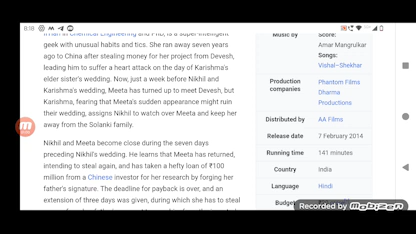 8:18
IITian in Chemical Engineering and PhD, is a super-intelligent
geek with unusual habits and tics. She ran away seven years
ago to China after stealing money for her project from Devesh,
leading him to suffer a heart attack on the day of Karishma's
elder sister's wedding. Now, just a week before Nikhil and
Karishma's wedding, Meeta has turned up to meet Devesh, but
Karishma, fearing that Meeta's sudden appearance might ruin
their wedding, assigns Nikhil to watch over Meeta and keep her
away from the Solanki family.
Nikhil and Meeta become close during the seven days
preceding Nikhil's wedding. He learns that Meeta has returned,
intending to steal again, and has taken a hefty loan of ₹100
million from a Chinese investor for her research by forging her
father's signature. The deadline for payback is over, and an
extension of three days was given, during which she has to steal
Music by
Score:
Amar Mangrulkar
Songs:
Vishal–Shekhar
Production
companies
Phantom Films
Dharma
Productions
Distributed by
AA Films
Release date
7 February 2014
Running time
141 minutes
Country
India
Language
Hindi
Budget
Recorded by
Mobizen